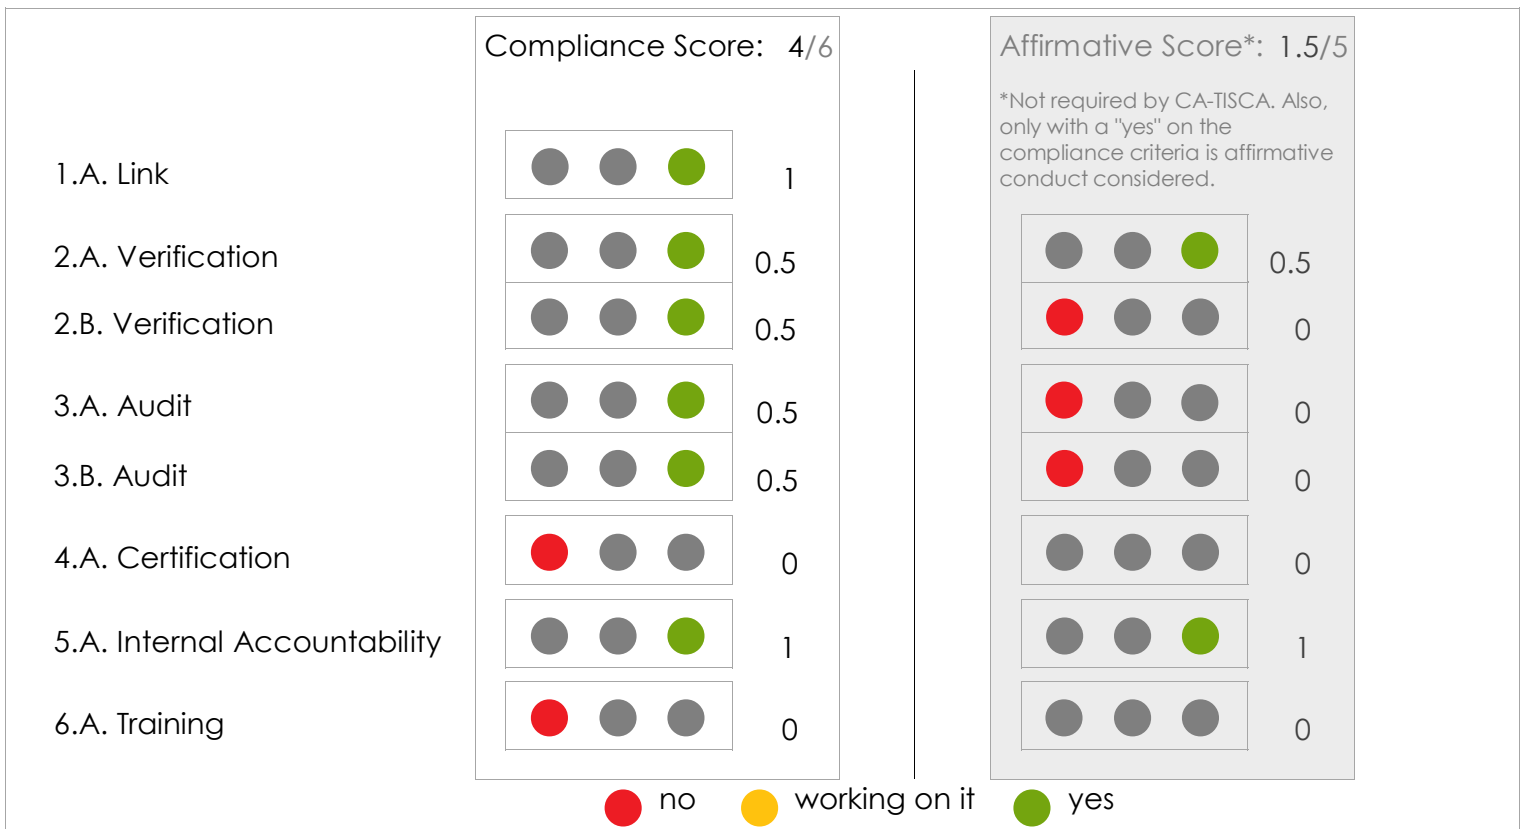 Compliance Score: 4/6
Affirmative Score*: 1.5/5
*Not required by CA-TISCA. Also,
only with a "yes" on the
compliance criteria is affirmative
conduct considered.
1.A. Link 1
2.A. Verification 0.5 0.5
2.B. Verification 0.5 0
3.A. Audit 0.5 0
3.B. Audit 0.5 0
4.A. Certification 0 0
5.A. Internal Accountability 1 1
6.A. Training 0 0
no working on it yes